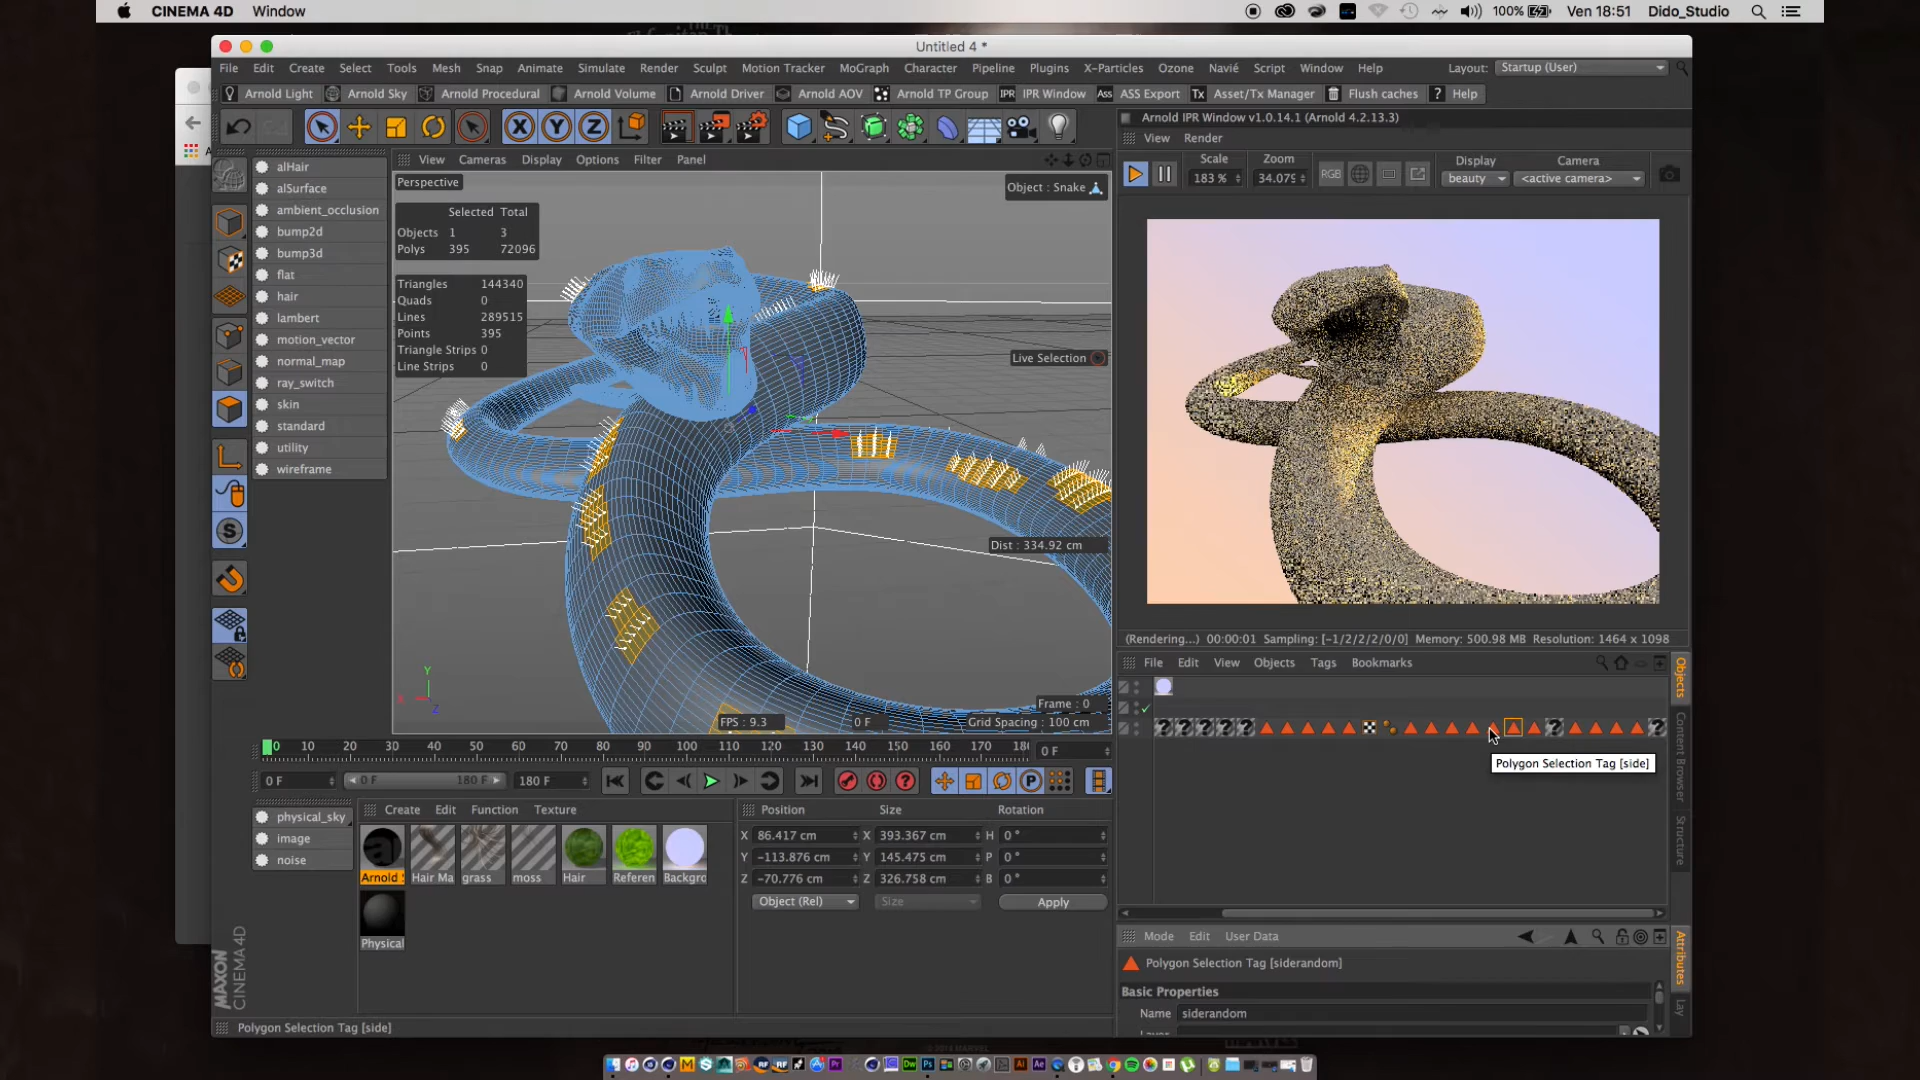 CINEMA 4D Window
100% Ven 18:51 Dido_Studio
Untitled 4 *
File Edit Create Select Tools Mesh Snap Animate Simulate Render Sculpt Motion Tracker MoGraph Character Pipeline Plugins X-Particles Ozone Navié Script Window Help Layout: Startup (User)
Arnold Light Arnold Sky Arnold Procedural Arnold Volume Arnold Driver Arnold AOV Arnold TP Group IPR IPR Window Ass ASS Export Tx Asset/Tx Manager Flush caches ? Help
X Y Z
Arnold IPR Window v1.0.14.1 (Arnold 4.2.13.3)
View Render
Scale Zoom Display Camera
183 % 34.079 RGB beauty <active camera>
alHair
alSurface
ambient_occlusion
bump2d
bump3d
flat
hair
lambert
motion_vector
normal_map
ray_switch
skin
standard
utility
wireframe
View Cameras Display Options Filter Panel
Perspective
Object : Snake
Selected Total
Objects 1 3
Polys 395 72096
Triangles 144340
Quads 0
Lines 289515
Points 395
Triangle Strips 0
Line Strips 0
Live Selection
Dist : 334.92 cm
Y
X
Z
Frame : 0
FPS : 9.3 0 F Grid Spacing : 100 cm
(Rendering...) 00:00:01 Sampling: [-1/2/2/2/0/0] Memory: 500.98 MB Resolution: 1464 x 1098
File Edit View Objects Tags Bookmarks
Objects
Content Browser
Structure
Polygon Selection Tag [side]
0 10 20 30 40 50 60 70 80 90 100 110 120 130 140 150 160 170 18 0 F
0 F 0 F 180 F 180 F
physical_sky
image
noise
Create Edit Function Texture
Arnold S Hair Ma grass moss Hair Referen Backgro
Physical
Position Size Rotation
X 86.417 cm X 393.367 cm H 0 °
Y -113.876 cm Y 145.475 cm P 0 °
Z -70.776 cm Z 326.758 cm B 0 °
Object (Rel) Size Apply
Mode Edit User Data
Attributes
Polygon Selection Tag [siderandom]
Basic Properties
Name siderandom
MAXON
CINEMA 4D
Polygon Selection Tag [side]